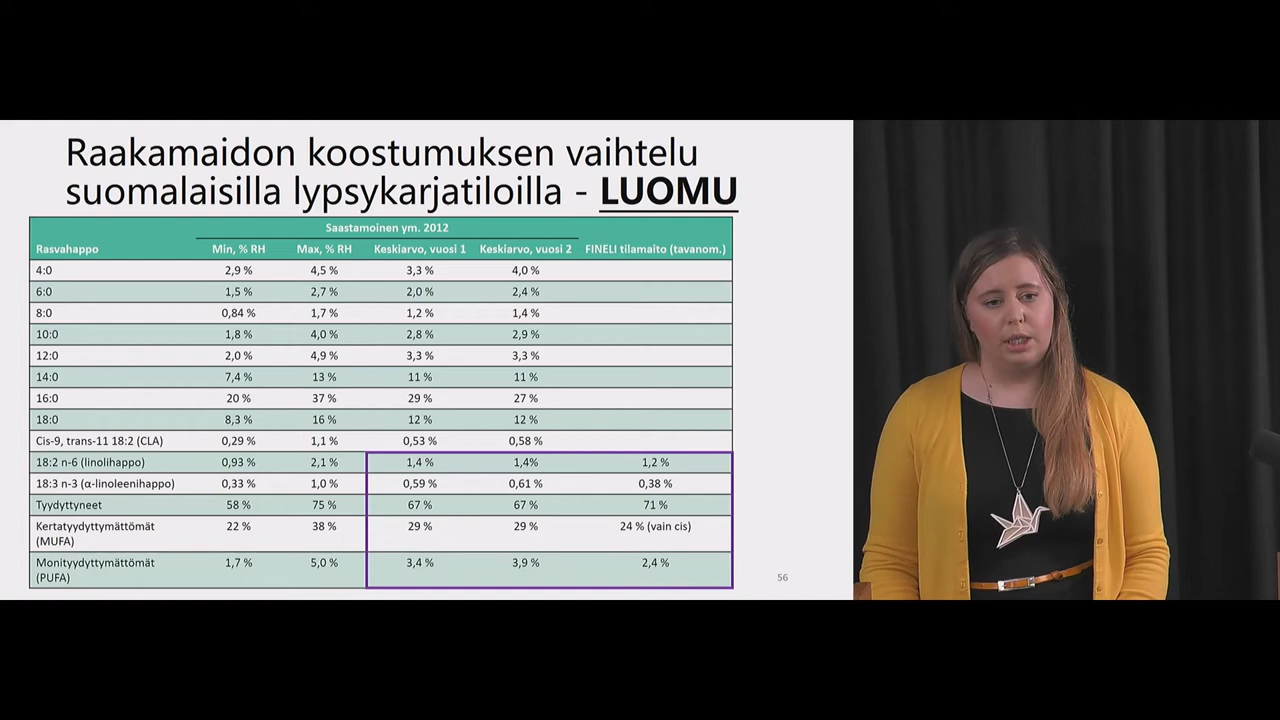 Raakamaidon koostumuksen vaihtelu
suomalaisilla lypsykarjatiloilla - LUOMU
Saastamoinen ym. 2012
Rasvahappo Min, % RH Max, % RH Keskiarvo, vuosi 1 Keskiarvo, vuosi 2 FINELI tilamaito (tavanom.)
4:0 2,9 % 4,5 % 3,3 % 4,0 %
6:0 1,5 % 2,7 % 2,0 % 2,4 %
8:0 0,84 % 1,7 % 1,2 % 1,4 %
10:0 1,8 % 4,0 % 2,8 % 2,9 %
12:0 2,0 % 4,9 % 3,3 % 3,3 %
14:0 7,4 % 13 % 11 % 11 %
16:0 20 % 37 % 29 % 27 %
18:0 8,3 % 16 % 12 % 12 %
Cis-9, trans-11 18:2 (CLA) 0,29 % 1,1 % 0,53 % 0,58 %
18:2 n-6 (linolihappo) 0,93 % 2,1 % 1,4 % 1,4% 1,2 %
18:3 n-3 (α-linoleenihappo) 0,33 % 1,0 % 0,59 % 0,61 % 0,38 %
Tyydyttyneet 58 % 75 % 67 % 67 % 71 %
Kertatyydyttymättömät 22 % 38 % 29 % 29 % 24 % (vain cis)
(MUFA)
Monityydyttymättömät 1,7 % 5,0 % 3,4 % 3,9 % 2,4 %
(PUFA)
56